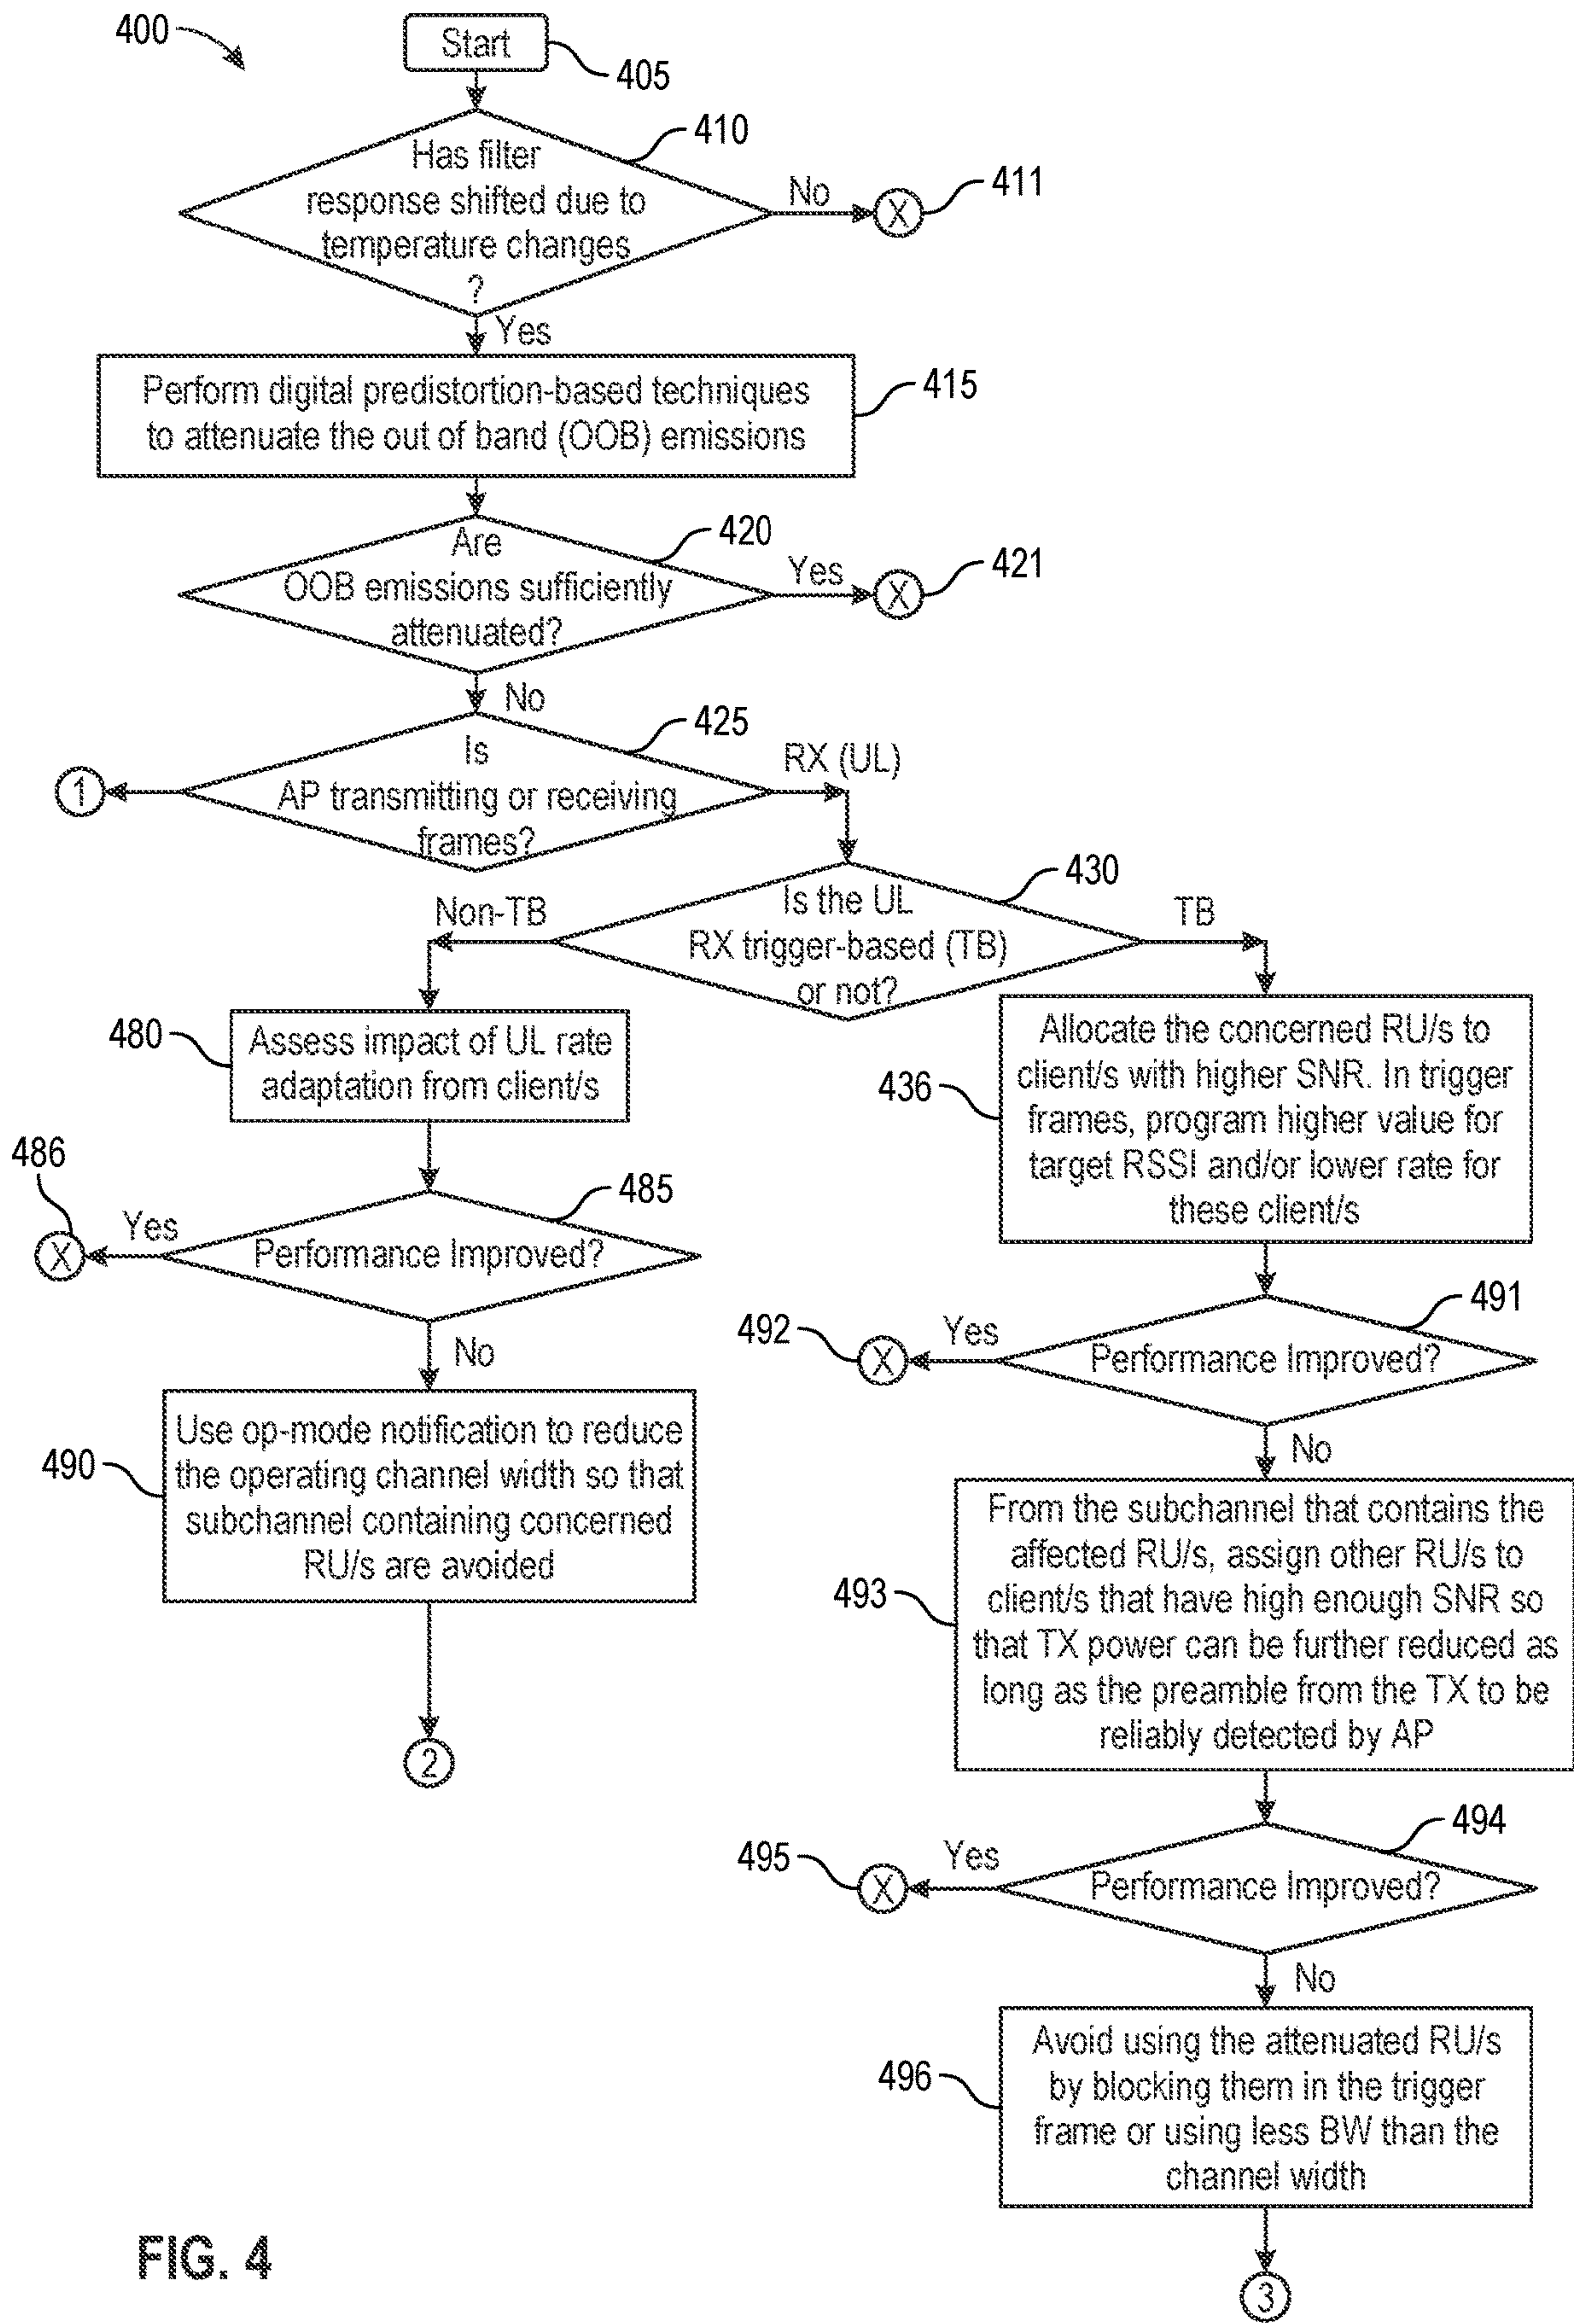 400
Start
405
410
Has filter
response shifted due to
temperature changes
?
No
X
411
Yes
Perform digital predistortion-based techniques
to attenuate the out of band (OOB) emissions
415
420
Are
OOB emissions sufficiently
attenuated?
Yes
X
421
No
425
Is
AP transmitting or receiving
frames?
1
RX (UL)
430
Is the UL
RX trigger-based (TB)
or not?
Non-TB
TB
480
Assess impact of UL rate
adaptation from client/s
436
Allocate the concerned RU/s to
client/s with higher SNR. In trigger
frames, program higher value for
target RSSI and/or lower rate for
these client/s
486
X
Yes
485
Performance Improved?
No
492
X
Yes
491
Performance Improved?
No
490
Use op-mode notification to reduce
the operating channel width so that
subchannel containing concerned
RU/s are avoided
2
493
From the subchannel that contains the
affected RU/s, assign other RU/s to
client/s that have high enough SNR so
that TX power can be further reduced as
long as the preamble from the TX to be
reliably detected by AP
495
X
Yes
494
Performance Improved?
No
496
Avoid using the attenuated RU/s
by blocking them in the trigger
frame or using less BW than the
channel width
3
FIG. 4